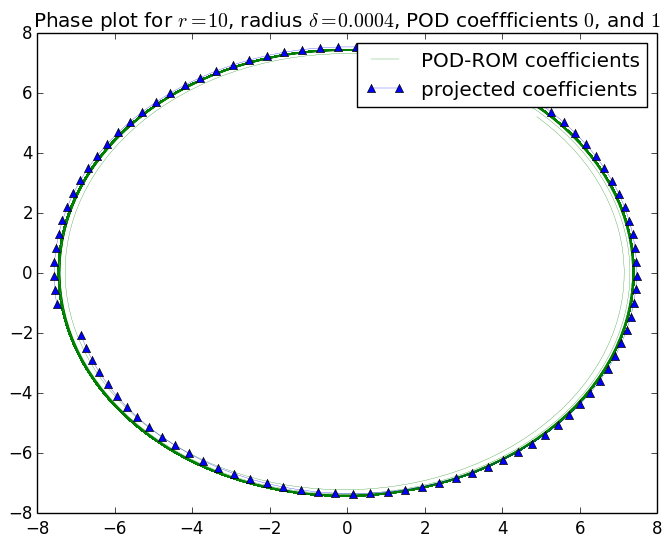 Phase plot for r=10, radius δ=0.0004, POD coeffficients 0, and 1
POD-ROM coefficients
projected coefficients
8
6
4
2
0
−2
−4
−6
−8
−8 −6 −4 −2 0 2 4 6 8